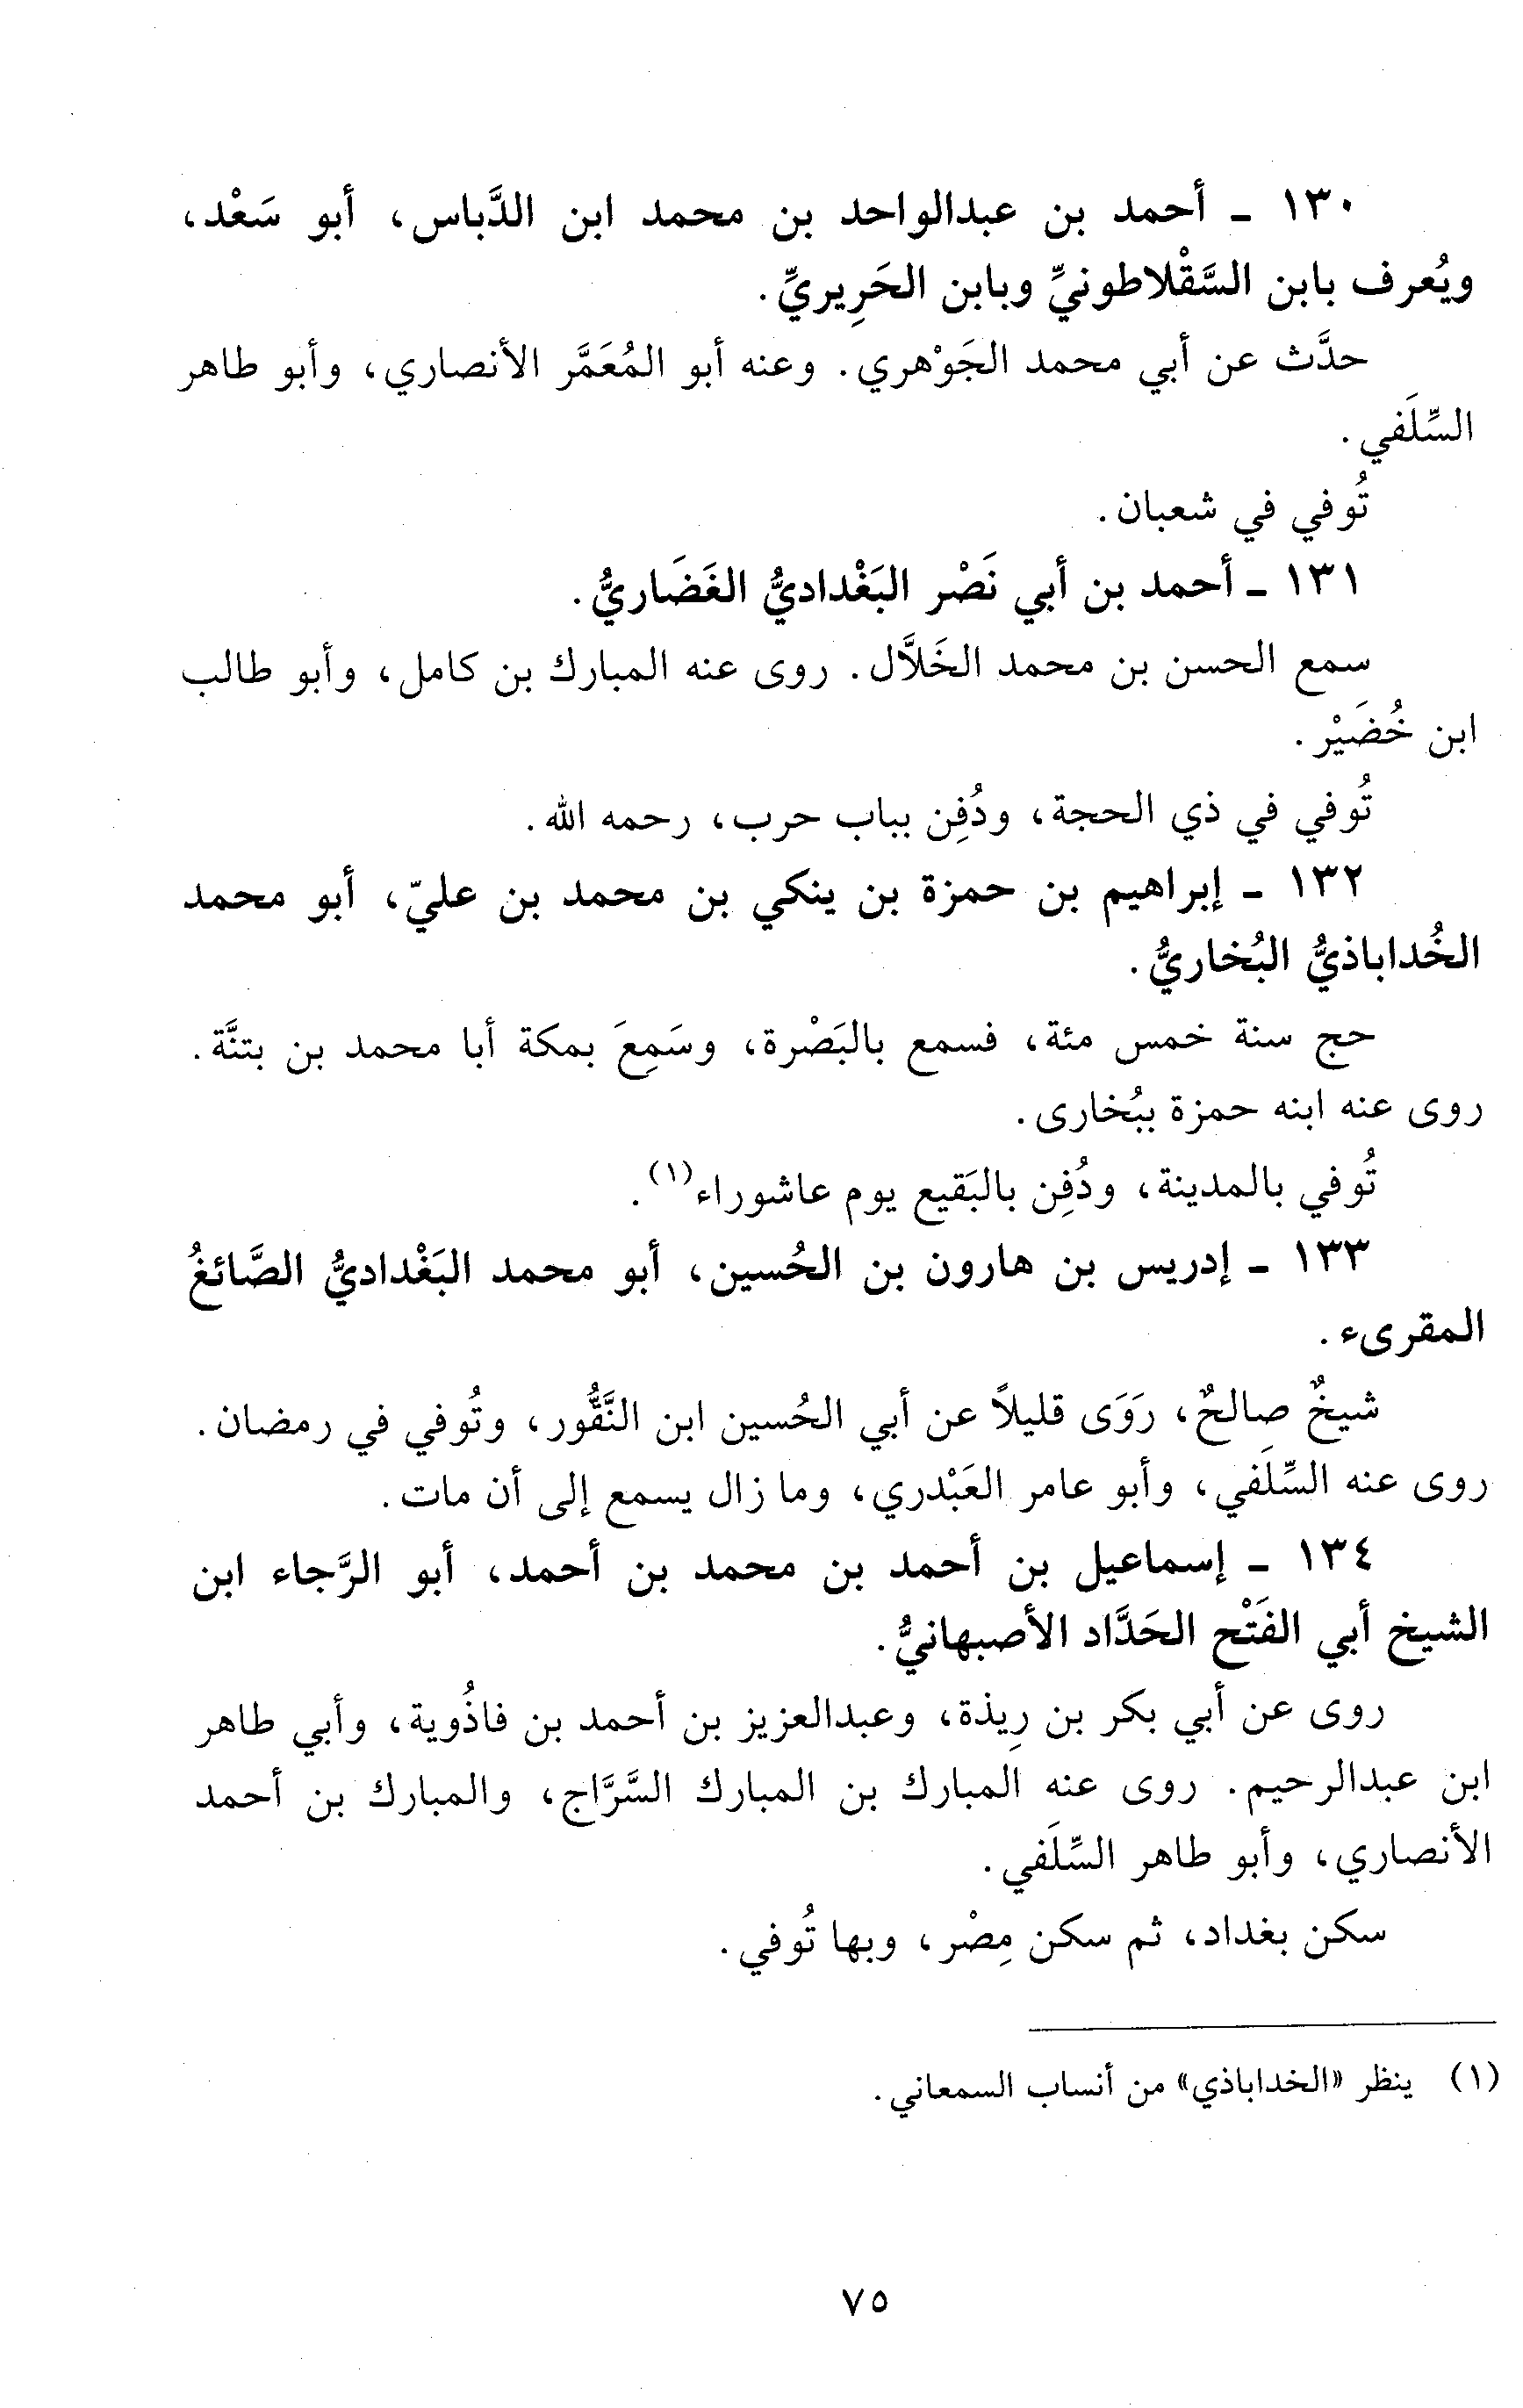 ١٣٠ ـ أحمد بن عبدالواحد بن محمد ابن الدَّباس، أبو سَعْد،
ويُعرف بابن السَّقْلاطونيِّ وبابن الحَرِيريِّ.
حدَّث عن أبي محمد الجَوْهري. وعنه أبو المُعَمَّر الأنصاري، وأبو طاهر
السِّلَفي.
تُوفي في شعبان.
١٣١ ـ أحمد بن أبي نَصْر البَغْداديُّ الغَضَاريُّ.
سمع الحسن بن محمد الخَلاَّل. روى عنه المبارك بن كامل، وأبو طالب
ابن خُضَيْر.
تُوفي في ذي الحجة، ودُفِن بباب حرب، رحمه الله.
١٣٢ ـ إبراهيم بن حمزة بن ينكي بن محمد بن عليّ، أبو محمد
الخُداباذيُّ البُخاريُّ.
حج سنة خمس مئة، فسمع بالبَصْرة، وسَمِعَ بمكة أبا محمد بن بتنَّة.
روى عنه ابنه حمزة ببُخارى.
تُوفي بالمدينة، ودُفِن بالبَقيع يوم عاشوراء(١).
١٣٣ ـ إدريس بن هارون بن الحُسين، أبو محمد البَغْداديُّ الصَّائغُ
المقرىء.
شيخٌ صالحٌ، رَوَى قليلاً عن أبي الحُسين ابن النَّقُّور، وتُوفي في رمضان.
روى عنه السِّلَفي، وأبو عامر العَبْدري، وما زال يسمع إلى أن مات.
١٣٤ ـ إسماعيل بن أحمد بن محمد بن أحمد، أبو الرَّجاء ابن
الشيخ أبي الفَتْح الحَدَّاد الأصبهانيُّ.
روى عن أبي بكر بن رِيذة، وعبدالعزيز بن أحمد بن فاذُوية، وأبي طاهر
ابن عبدالرحيم. روى عنه المبارك بن المبارك السَّرَّاج، والمبارك بن أحمد
الأنصاري، وأبو طاهر السِّلَفي.
سكن بغداد، ثم سكن مِصْر، وبها تُوفي.
(١) ينظر «الخداباذي» من أنساب السمعاني.
٧٥